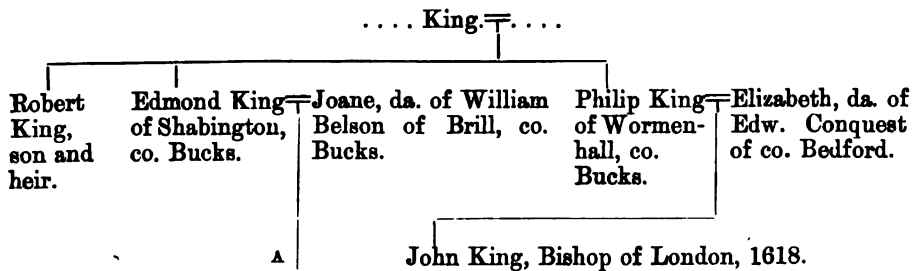 .... King.=....
Robert
King,
son and
heir.
Edmond King=Joane, da. of William
of Shabington,
co. Bucks.
Belson of Brill, co.
Bucks.
Philip King=Elizabeth, da. of
of Wormen-
hall, co.
Bucks.
Edw. Conquest
of co. Bedford.
A
John King, Bishop of London, 1618.